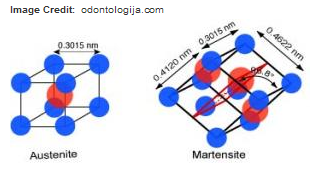 Image Credit: odontologija.com
0.3015 nm
0.4120 nm
0.3015 nm
0.4622 nm
Austenite
Martensite